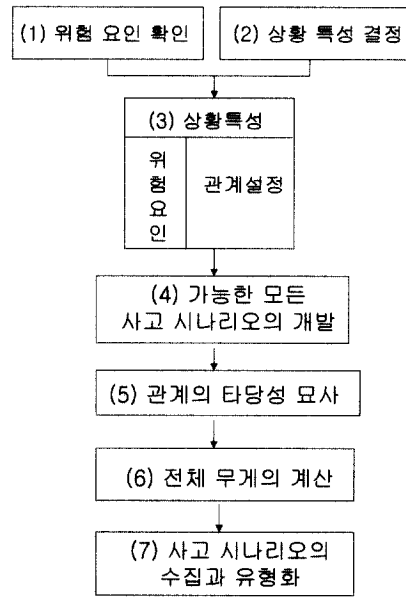 (1) 위험 요인 확인
(2) 상황 특성 결정
(3) 상황특성
위험요인
관계설정
(4) 가능한 모든
사고 시나리오의 개발
(5) 관계의 타당성 묘사
(6) 전체 무게의 계산
(7) 사고 시나리오의
수집과 유형화